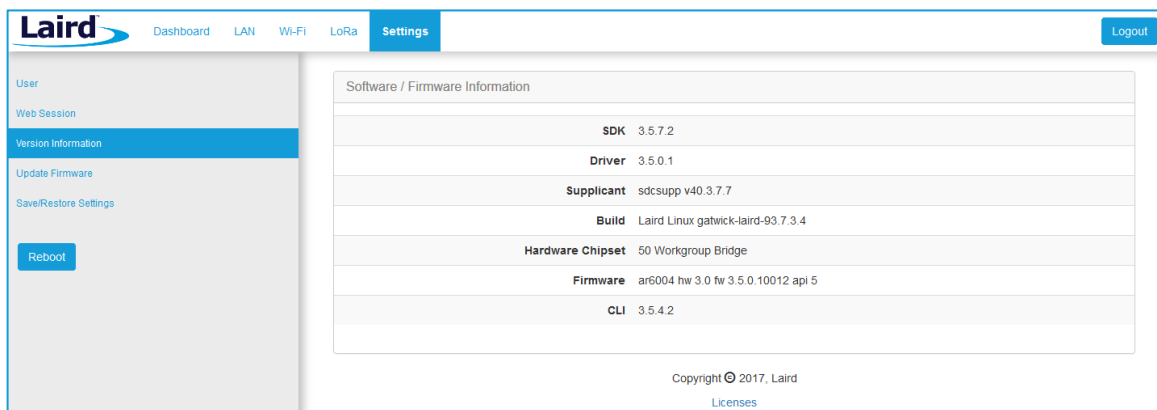 Laird
Dashboard LAN Wi-Fi LoRa Settings Logout
User
Web Session
Version Information
Update Firmware
Save/Restore Settings
Reboot
Software / Firmware Information
SDK 3.5.7.2
Driver 3.5.0.1
Supplicant sdcsupp v40.3.7.7
Build Laird Linux gatwick-laird-93.7.3.4
Hardware Chipset 50 Workgroup Bridge
Firmware ar6004 hw 3.0 fw 3.5.0.10012 api 5
CLI 3.5.4.2
Copyright © 2017, Laird
Licenses